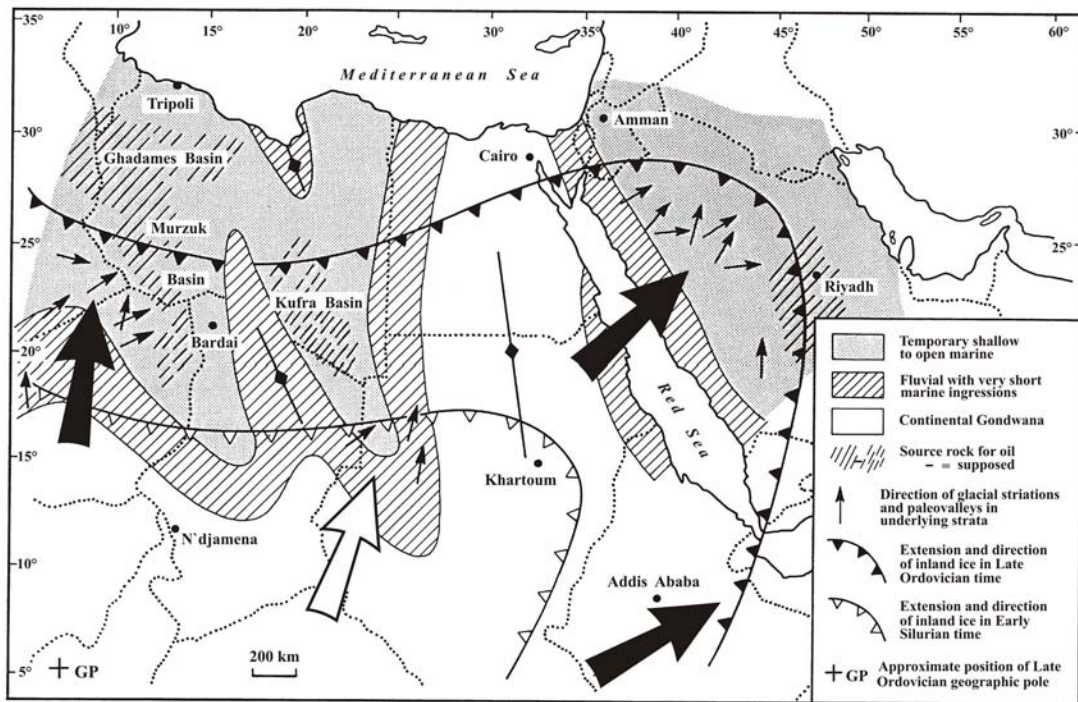 35°
10°
15°
20°
25°
30°
35°
40°
45°
50°
55°
60°
Mediterranean Sea
Tripoli
Amman
30°
30°
Ghadames Basin
Cairo
Murzuk
25°
25°
Basin
Riyadh
Kufra Basin
Bardai
20°
Red Sea
15°
Khartoum
N`djamena
10°
Addis Ababa
200 km
5°
GP
Temporary shallow
to open marine
Fluvial with very short
marine ingressions
Continental Gondwana
Source rock for oil
– = supposed
Direction of glacial striations
and paleovalleys in
underlying strata
Extension and direction
of inland ice in Late
Ordovician time
Extension and direction
of inland ice in Early
Silurian time
GP
Approximate position of Late
Ordovician geographic pole